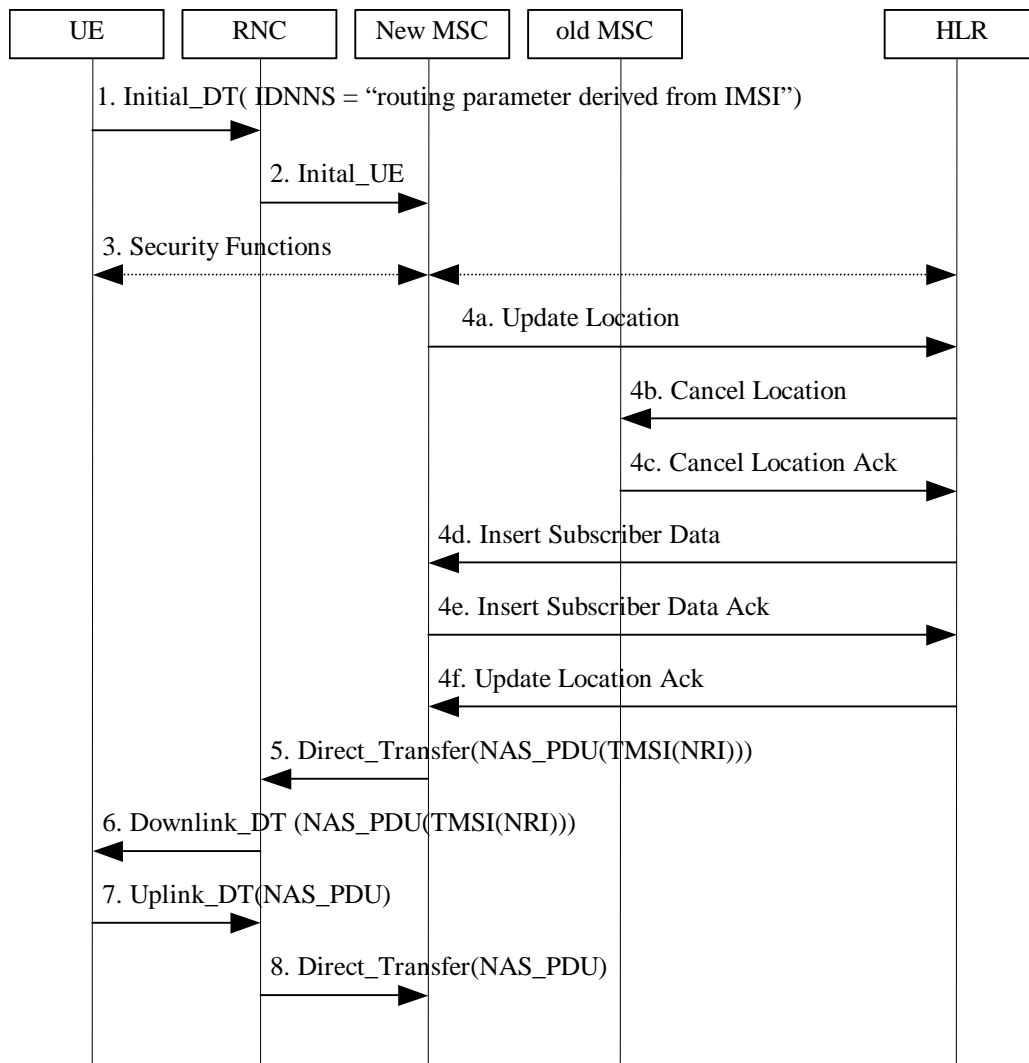 UE
RNC
New MSC
old MSC
HLR
1. Initial_DT( IDNNS = “routing parameter derived from IMSI”)
2. Inital_UE
3. Security Functions
4a. Update Location
4b. Cancel Location
4c. Cancel Location Ack
4d. Insert Subscriber Data
4e. Insert Subscriber Data Ack
4f. Update Location Ack
5. Direct_Transfer(NAS_PDU(TMSI(NRI)))
6. Downlink_DT (NAS_PDU(TMSI(NRI)))
7. Uplink_DT(NAS_PDU)
8. Direct_Transfer(NAS_PDU)